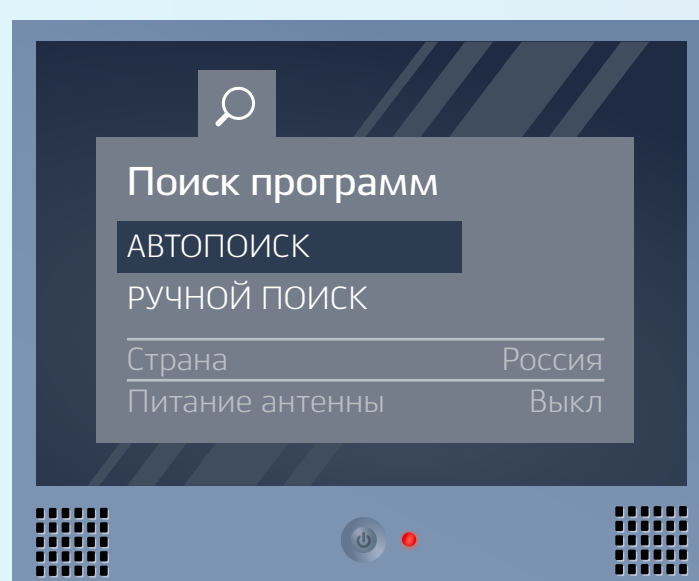 Поиск программ
АВТОПОИСК
РУЧНОЙ ПОИСК
Страна Россия
Питание антенны Выкл